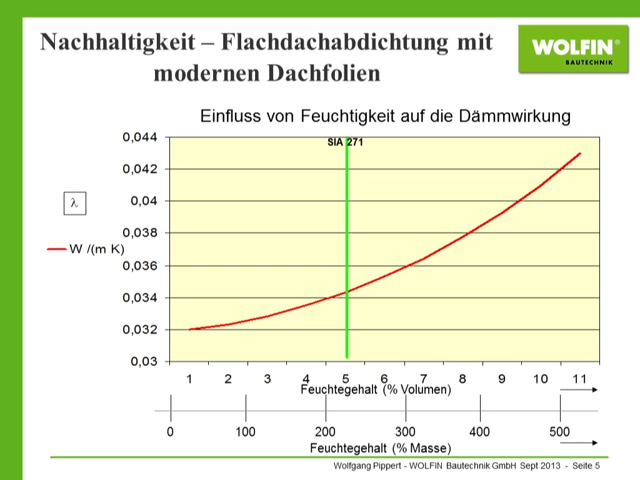 Nachhaltigkeit – Flachdachabdichtung mit
modernen Dachfolien
WOLFIN®
BAUTECHNIK
Einfluss von Feuchtigkeit auf die Dämmwirkung
SIA 271
0,044
0,042
0,04
0,038
0,036
0,034
0,032
0,03
λ
W /(m K)
1 2 3 4 5 6 7 8 9 10 11
Feuchtegehalt (% Volumen)
0 100 200 300 400 500
Feuchtegehalt (% Masse)
Wolfgang Pippert - WOLFIN Bautechnik GmbH Sept 2013 - Seite 5